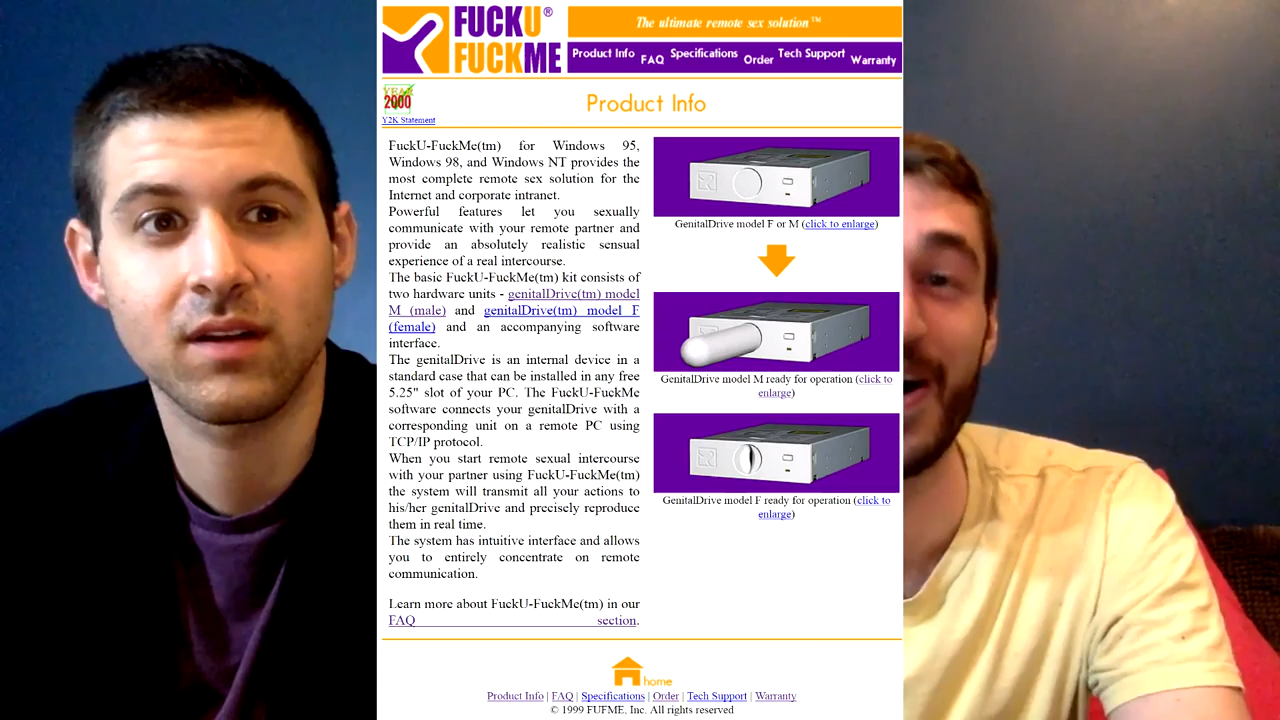 FUCKU®
FUCKME
The ultimate remote sex solution™
Product Info FAQ Specifications Order Tech Support Warranty
YEAR
2000
Y2K Statement
Product Info
FuckU-FuckMe(tm) for Windows 95,
Windows 98, and Windows NT provides the
most complete remote sex solution for the
Internet and corporate intranet.
Powerful features let you sexually
communicate with your remote partner and
provide an absolutely realistic sensual
experience of a real intercourse.
The basic FuckU-FuckMe(tm) kit consists of
two hardware units - genitalDrive(tm) model
M (male) and genitalDrive(tm) model F
(female) and an accompanying software
interface.
The genitalDrive is an internal device in a
standard case that can be installed in any free
5.25" slot of your PC. The FuckU-FuckMe
software connects your genitalDrive with a
corresponding unit on a remote PC using
TCP/IP protocol.
When you start remote sexual intercourse
with your partner using FuckU-FuckMe(tm)
the system will transmit all your actions to
his/her genitalDrive and precisely reproduce
them in real time.
The system has intuitive interface and allows
you to entirely concentrate on remote
communication.
Learn more about FuckU-FuckMe(tm) in our
FAQ section.
GenitalDrive model F or M (click to enlarge)
GenitalDrive model M ready for operation (click to
enlarge)
GenitalDrive model F ready for operation (click to
enlarge)
home
Product Info | FAQ | Specifications | Order | Tech Support | Warranty
© 1999 FUFME, Inc. All rights reserved